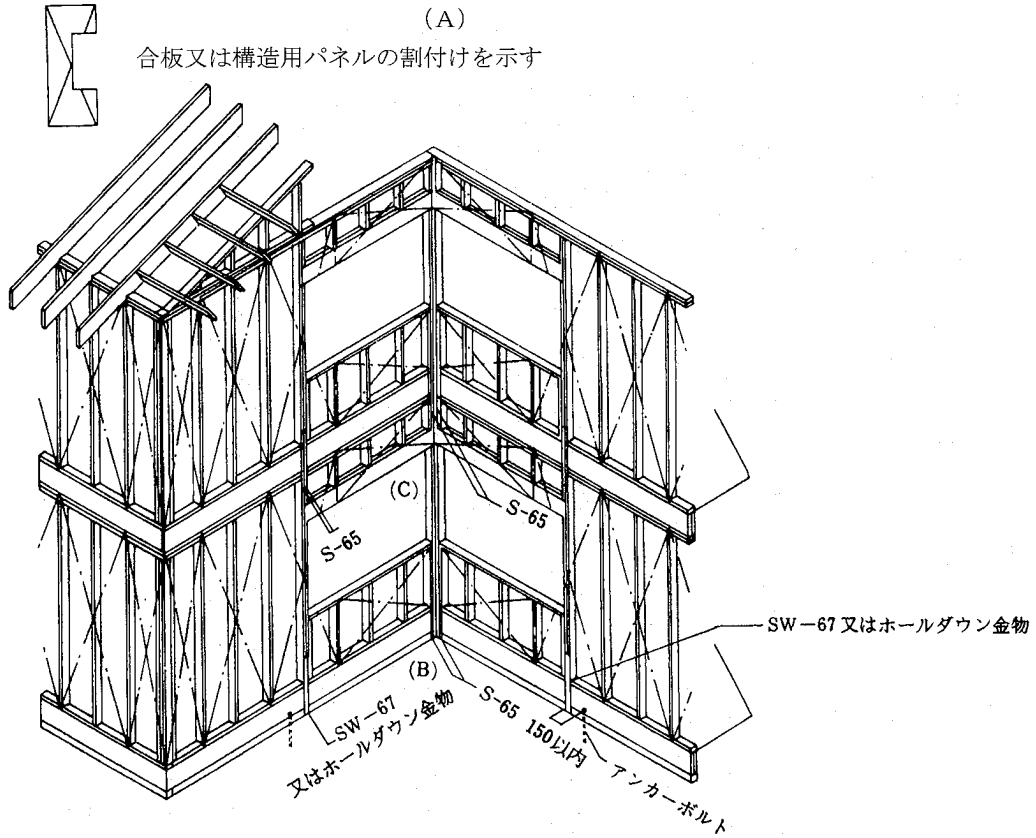 (A)
合板又は構造用パネルの割付けを示す
(C)
S-65
S-65
SW-67又はホールダウン金物
(B)
S-65
SW-67
又はホールダウン金物
150以内
アンカーボルト